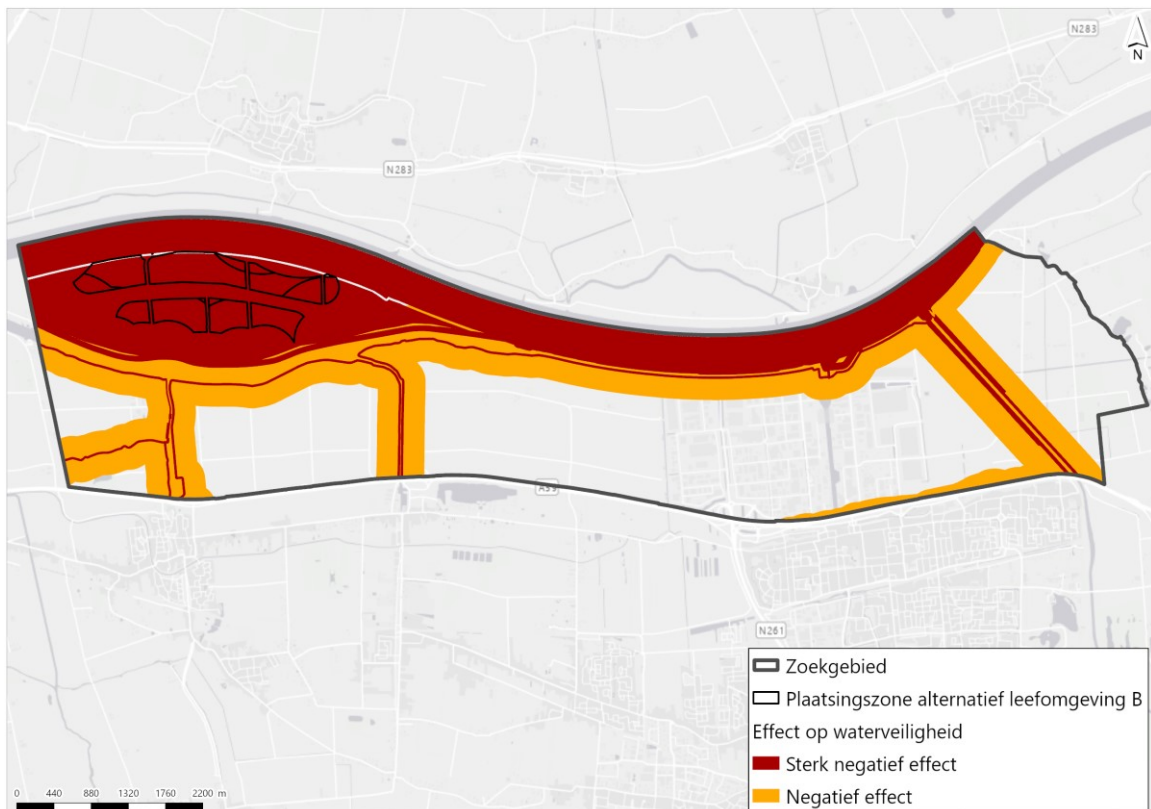 N283
N
N283
A59
N261
Zoekgebied
Plaatsingszone alternatief leefomgeving B
Effect op waterveiligheid
Sterk negatief effect
Negatief effect
0 440 880 1320 1760 2200 m